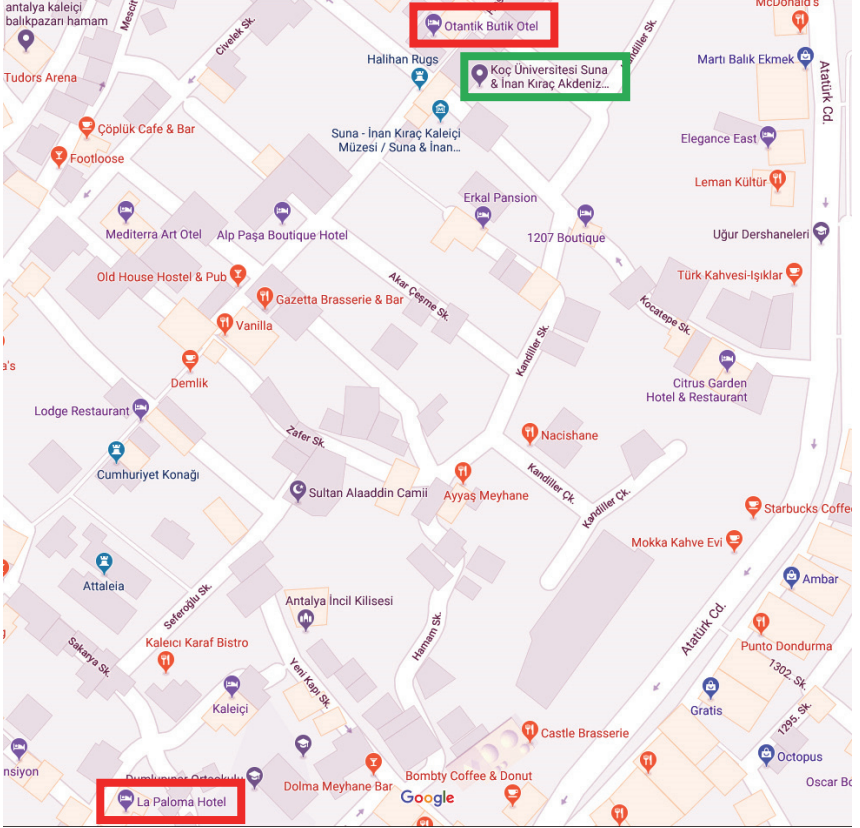 antalya kaleiçi
balıkpazarı hamam
Mescit
Civelek Sk.
Otantik Butik Otel
McDonald's
Tudors Arena
Halihan Rugs
Koç Üniversitesi Suna
& İnan Kıraç Akdeniz...
Kandiller Sk.
Martı Balık Ekmek
Atatürk Cd.
Çöplük Cafe & Bar
Footloose
Suna - İnan Kıraç Kaleiçi
Müzesi / Suna & İnan...
Elegance East
Leman Kültür
Erkal Pansion
Mediterra Art Otel
Alp Paşa Boutique Hotel
1207 Boutique
Uğur Dershaneleri
Old House Hostel & Pub
Akar Çeşme Sk.
Türk Kahvesi-Işıklar
Gazetta Brasserie & Bar
Kocatepe Sk.
Vanilla
Kandiller Sk.
a's
Demlik
Citrus Garden
Hotel & Restaurant
Lodge Restaurant
Zafer Sk.
Nacishane
Cumhuriyet Konağı
Sultan Alaaddin Camii
Ayyaş Meyhane
Kandiller Çk.
Kandiller Çk.
Starbucks Coffe
Mokka Kahve Evi
Attaleia
Seferoğlu Sk.
Antalya İncil Kilisesi
Ambar
Sakarya Sk.
Kaleıcı Karaf Bistro
Hamam Sk.
Atatürk Cd.
Punto Dondurma
Yeni Kapı Sk.
1302. Sk.
Kaleiçi
Gratis
1295. Sk.
Castle Brasserie
nsiyon
Dumlupınar Ortaokulu
Octopus
Dolma Meyhane Bar
Bombty Coffee & Donut
Oscar Bo
La Paloma Hotel
Google